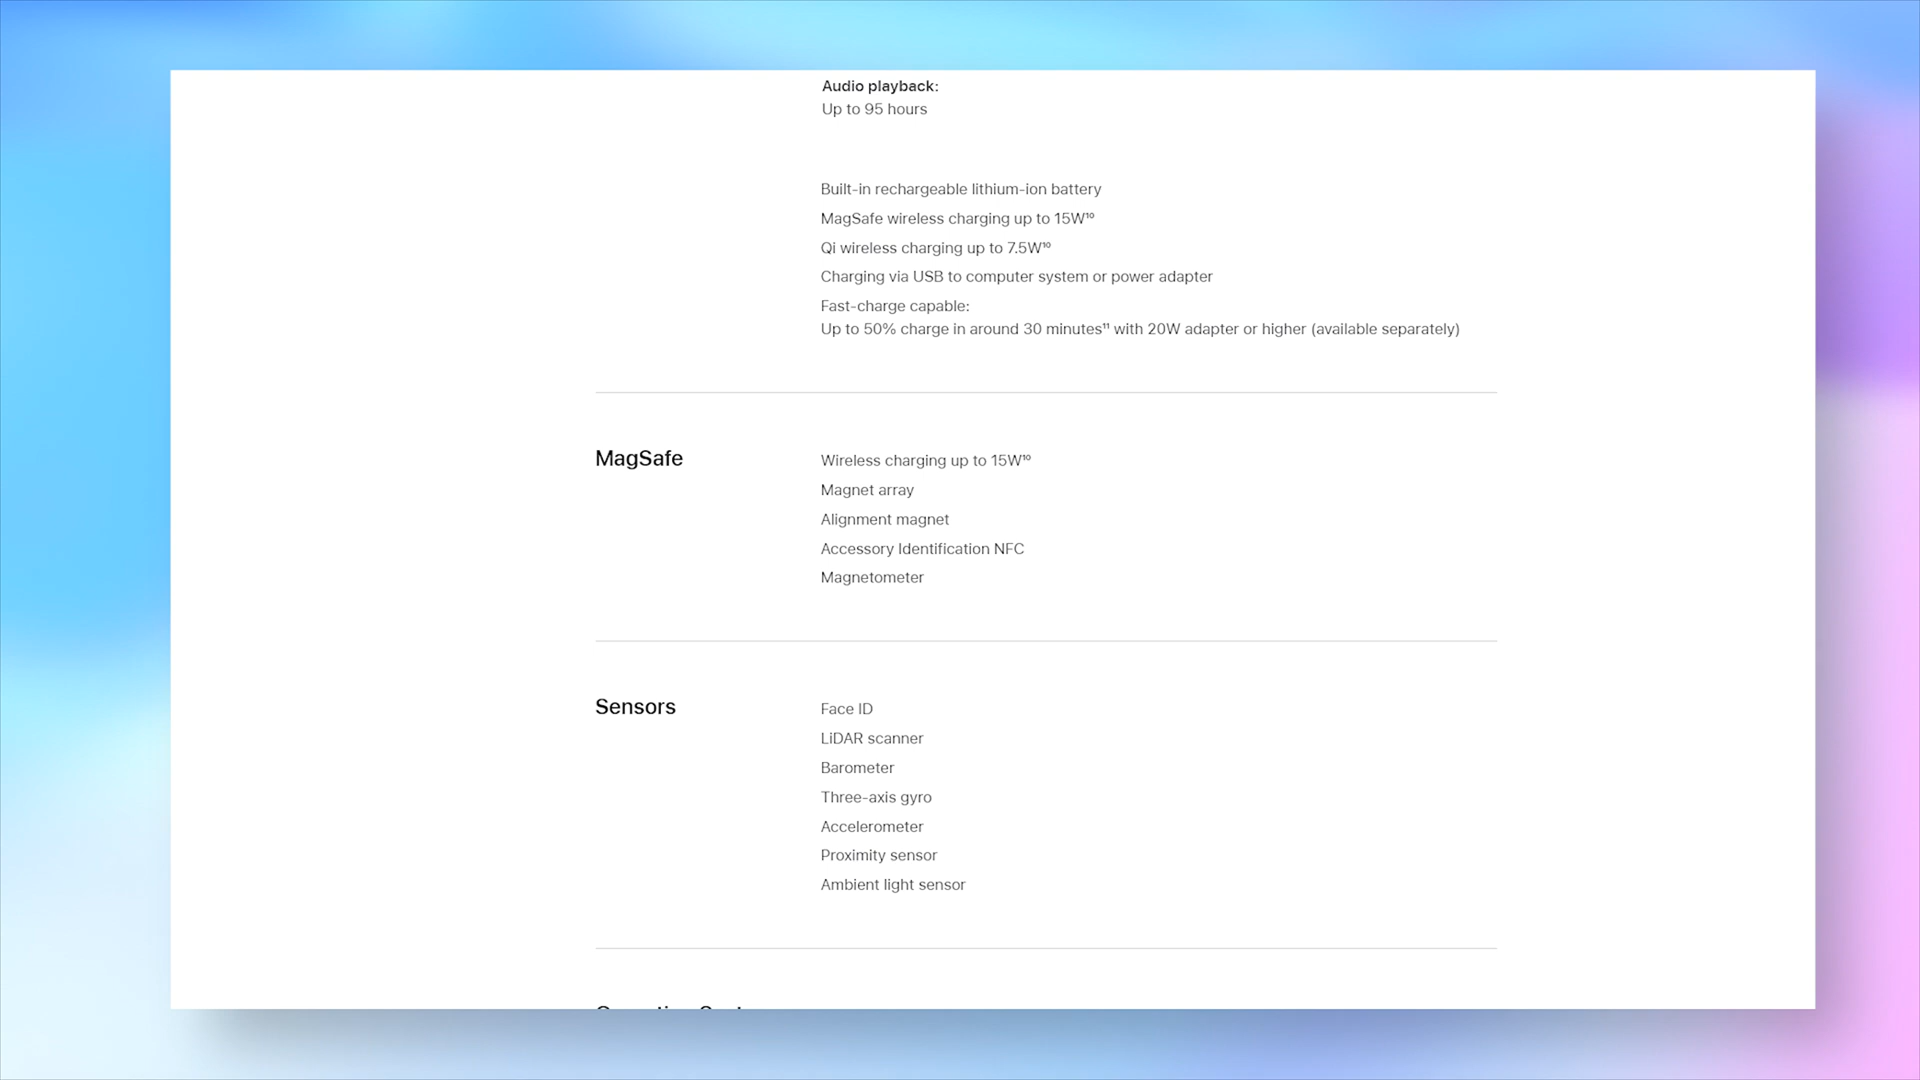 Audio playback:
Up to 95 hours
Built-in rechargeable lithium-ion battery
MagSafe wireless charging up to 15W¹⁰
Qi wireless charging up to 7.5W¹⁰
Charging via USB to computer system or power adapter
Fast-charge capable:
Up to 50% charge in around 30 minutes¹¹ with 20W adapter or higher (available separately)
MagSafe
Wireless charging up to 15W¹⁰
Magnet array
Alignment magnet
Accessory Identification NFC
Magnetometer
Sensors
Face ID
LiDAR scanner
Barometer
Three-axis gyro
Accelerometer
Proximity sensor
Ambient light sensor